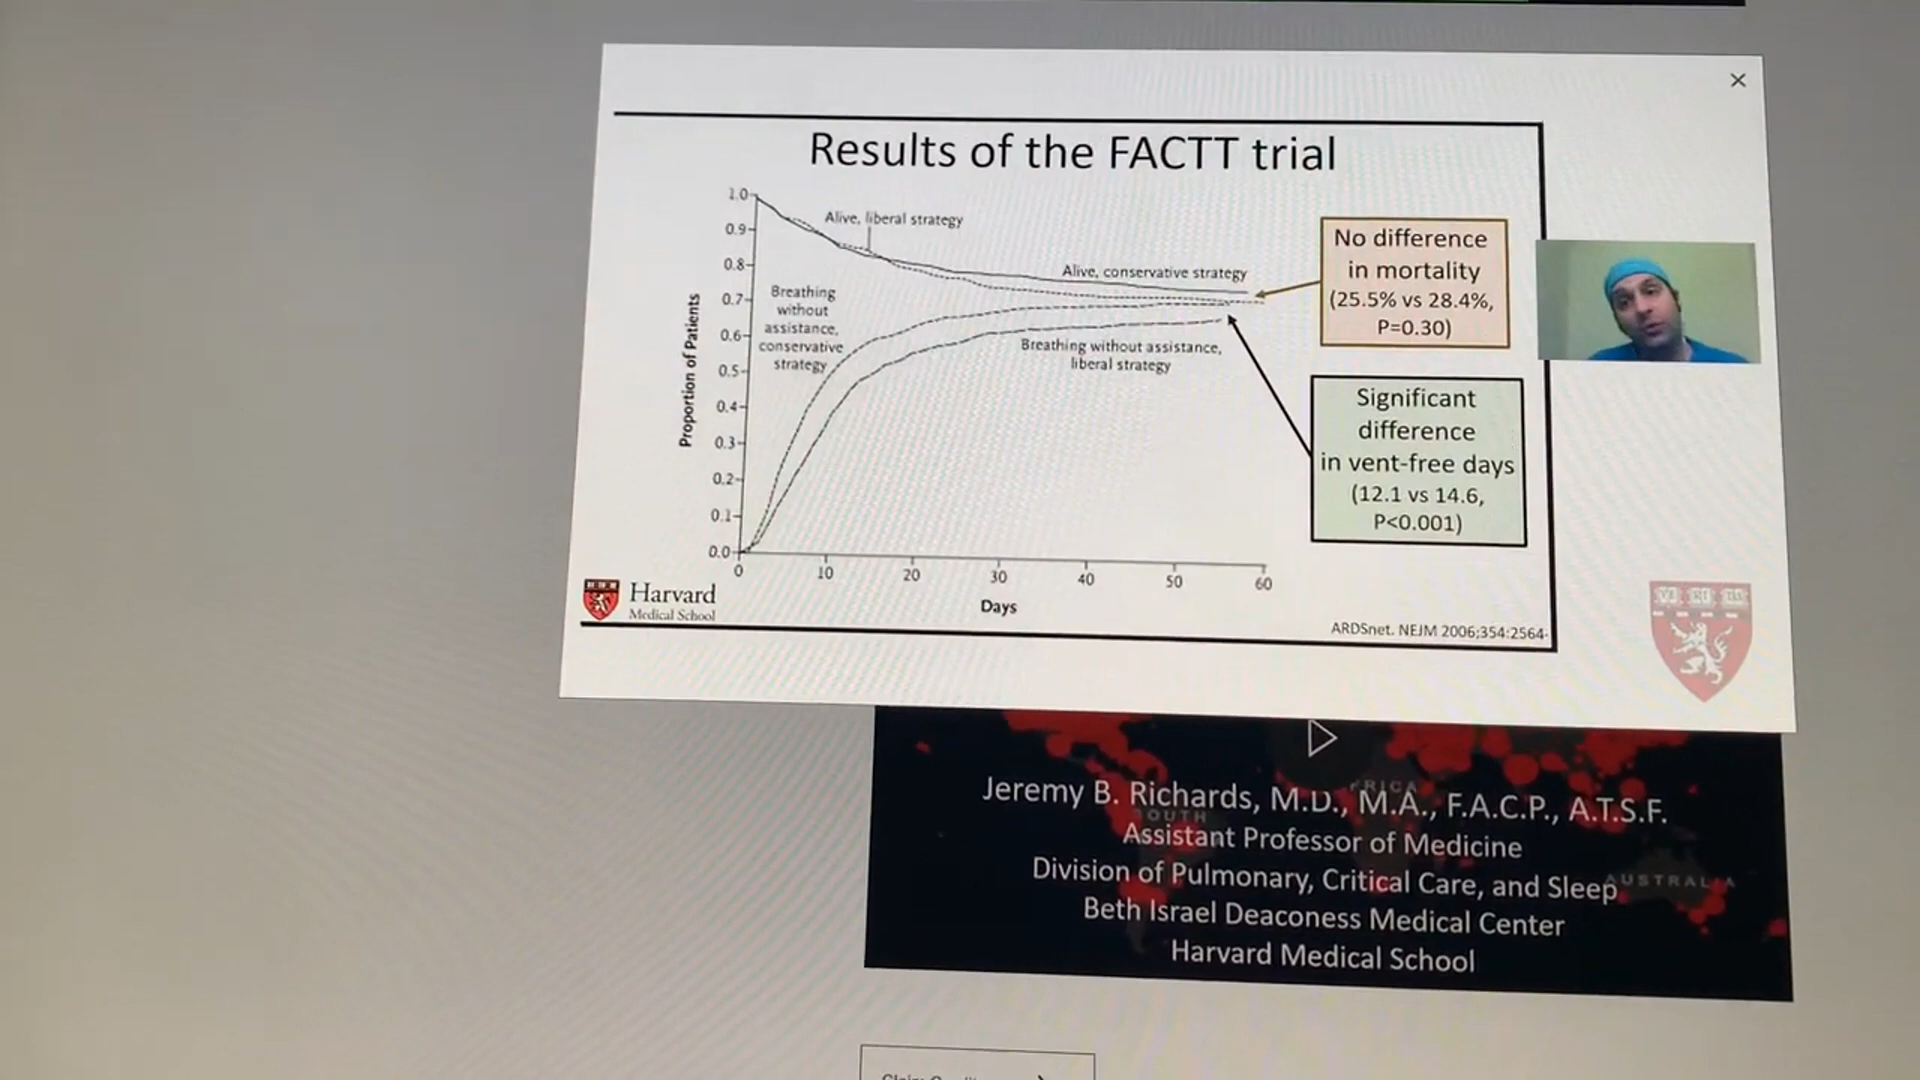 Results of the FACTT trial
1.0
0.9
0.8
0.7
0.6
0.5
0.4
0.3
0.2
0.1
0.0
Proportion of Patients
Alive, liberal strategy
Alive, conservative strategy
Breathing
without
assistance,
conservative
strategy
Breathing without assistance,
liberal strategy
0 10 20 30 40 50 60
Days
No difference
in mortality
(25.5% vs 28.4%,
P=0.30)
Significant
difference
in vent-free days
(12.1 vs 14.6,
P<0.001)
Harvard
Medical School
ARDSnet. NEJM 2006;354:2564-
VE RI TAS
Jeremy B. Richards, M.D., M.A., F.A.C.P., A.T.S.F.
Assistant Professor of Medicine
Division of Pulmonary, Critical Care, and Sleep
Beth Israel Deaconess Medical Center
Harvard Medical School
SOUTH
AUSTRALIA